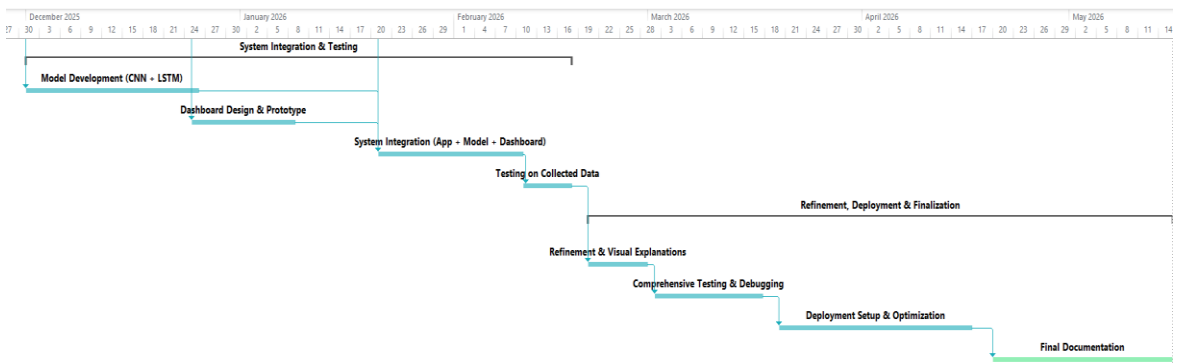 December 2025 January 2026 February 2026 March 2026 April 2026 May 2026
27 30 3 6 9 12 15 18 21 24 27 30 2 5 8 11 14 17 20 23 26 29 1 4 7 10 13 16 19 22 25 28 3 6 9 12 15 18 21 24 27 30 2 5 8 11 14 17 20 23 26 29 2 5 8 11 14
System Integration & Testing
Model Development (CNN + LSTM)
Dashboard Design & Prototype
System Integration (App + Model + Dashboard)
Testing on Collected Data
Refinement, Deployment & Finalization
Refinement & Visual Explanations
Comprehensive Testing & Debugging
Deployment Setup & Optimization
Final Documentation